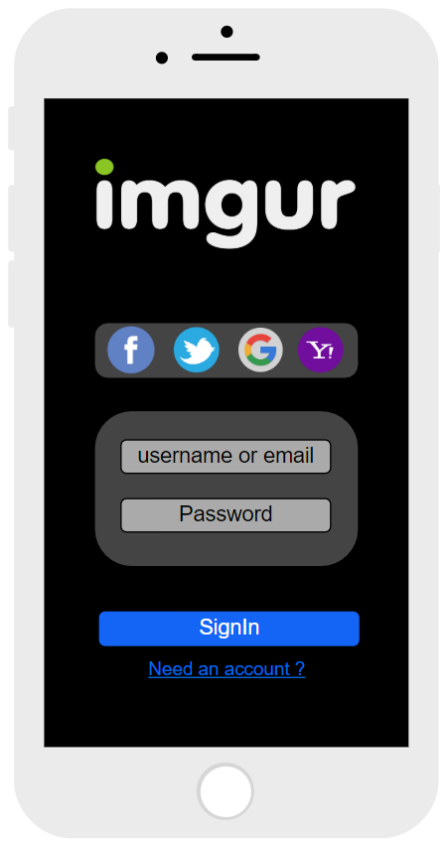 imgur
f
G
Y!
username or email
Password
SignIn
Need an account ?